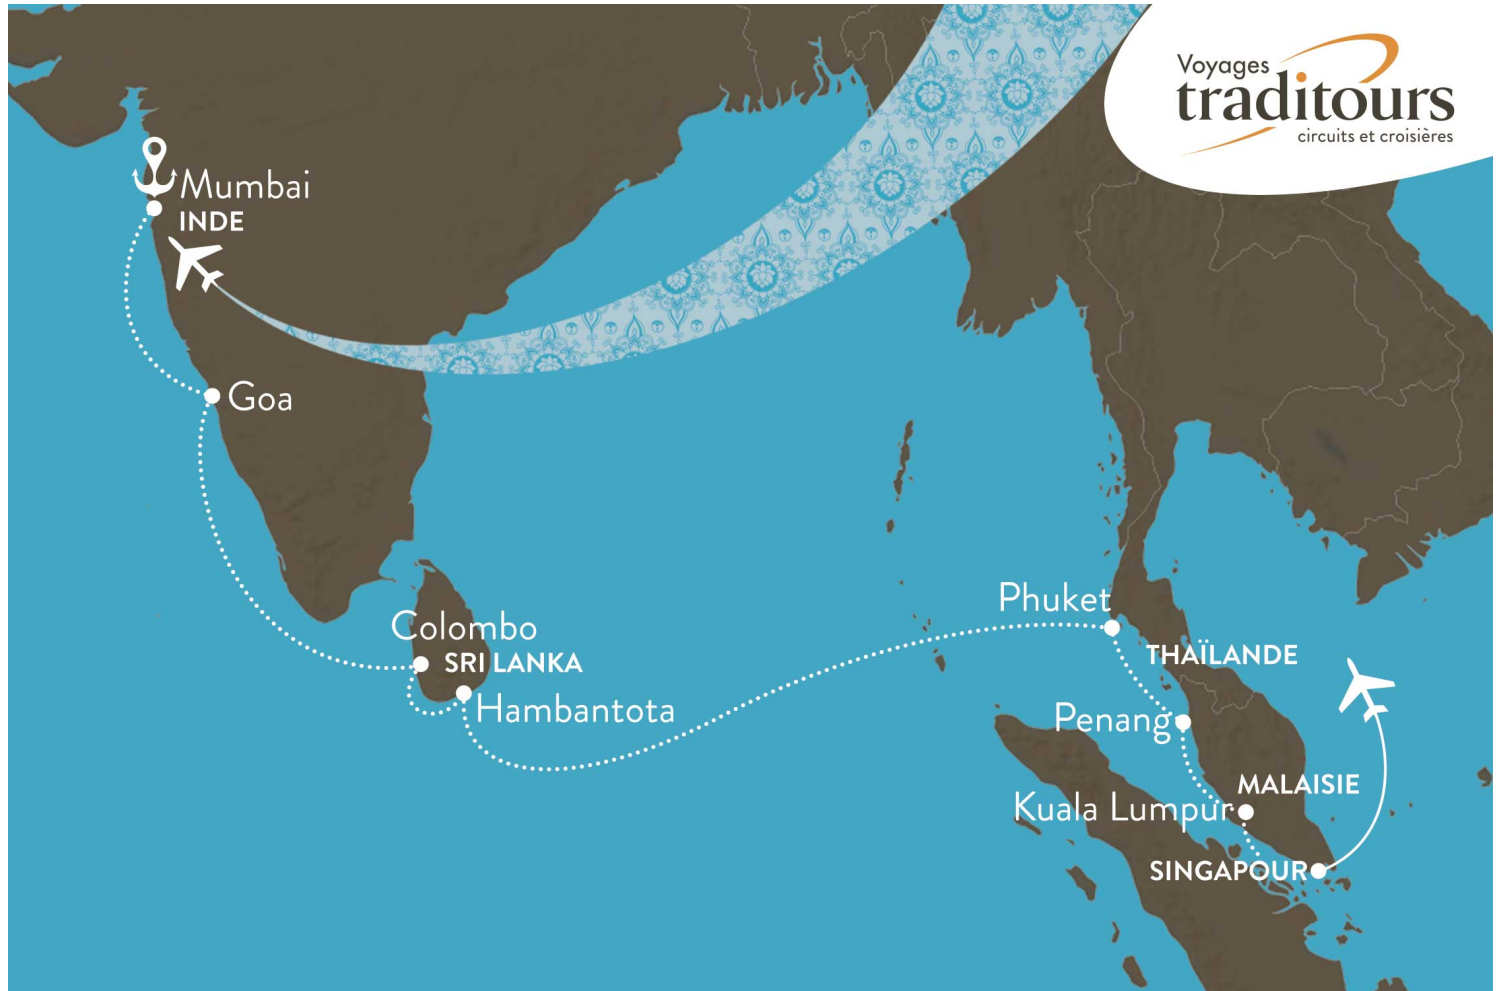 Voyages
traditours
circuits et croisières
Mumbai
INDE
Goa
Colombo
SRI LANKA
Hambantota
Phuket
THAÏLANDE
Penang
MALAISIE
Kuala Lumpur
SINGAPOUR